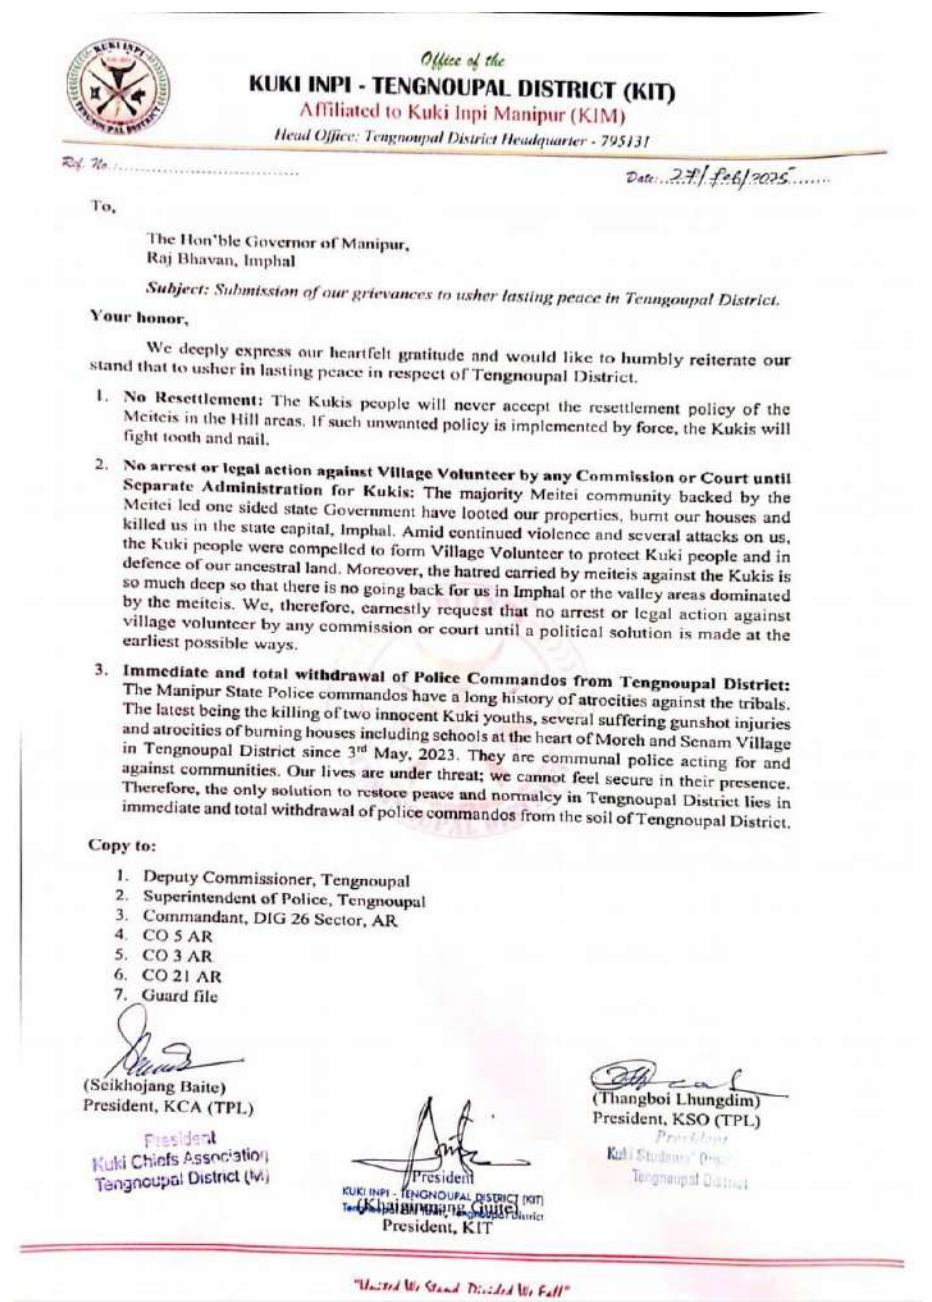 KUKI INPI
TENGNOUPAL DISTRICT
Office of the
KUKI INPI - TENGNOUPAL DISTRICT (KIT)
Affiliated to Kuki Inpi Manipur (KIM)
Head Office: Tengnoupal District Headquarter - 795131
Ref. No.:
Date: 27/Feb/2025
To,
The Hon'ble Governor of Manipur,
Raj Bhavan, Imphal
Subject: Submission of our grievances to usher lasting peace in Tenngoupal District.
Your honor,
We deeply express our heartfelt gratitude and would like to humbly reiterate our
stand that to usher in lasting peace in respect of Tengnoupal District.
1. No Resettlement: The Kukis people will never accept the resettlement policy of the
Meiteis in the Hill areas. If such unwanted policy is implemented by force, the Kukis will
fight tooth and nail.
2. No arrest or legal action against Village Volunteer by any Commission or Court until
Separate Administration for Kukis: The majority Meitei community backed by the
Meitei led one sided state Government have looted our properties, burnt our houses and
killed us in the state capital, Imphal. Amid continued violence and several attacks on us,
the Kuki people were compelled to form Village Volunteer to protect Kuki people and in
defence of our ancestral land. Moreover, the hatred carried by meiteis against the Kukis is
so much deep so that there is no going back for us in Imphal or the valley areas dominated
by the meiteis. We, therefore, earnestly request that no arrest or legal action against
village volunteer by any commission or court until a political solution is made at the
earliest possible ways.
3. Immediate and total withdrawal of Police Commandos from Tengnoupal District:
The Manipur State Police commandos have a long history of atrocities against the tribals.
The latest being the killing of two innocent Kuki youths, several suffering gunshot injuries
and atrocities of burning houses including schools at the heart of Moreh and Senam Village
in Tengnoupal District since 3rd May, 2023. They are communal police acting for and
against communities. Our lives are under threat; we cannot feel secure in their presence.
Therefore, the only solution to restore peace and normalcy in Tengnoupal District lies in
immediate and total withdrawal of police commandos from the soil of Tengnoupal District.
Copy to:
1. Deputy Commissioner, Tengnoupal
2. Superintendent of Police, Tengnoupal
3. Commandant, DIG 26 Sector, AR
4. CO 5 AR
5. CO 3 AR
6. CO 21 AR
7. Guard file
(Seikhojang Baite)
President, KCA (TPL)
President
Kuki Chiefs Association
Tengnoupal District (M)
(Thangboi Lhungdim)
President, KSO (TPL)
President
Kuki Students'
Tengnoupal District
President
KUKI INPI - TENGNOUPAL DISTRICT (KIT)
Tengnoupal District
(Khaiginmang Guite)
President, KIT
"United We Stand Divided We Fall"